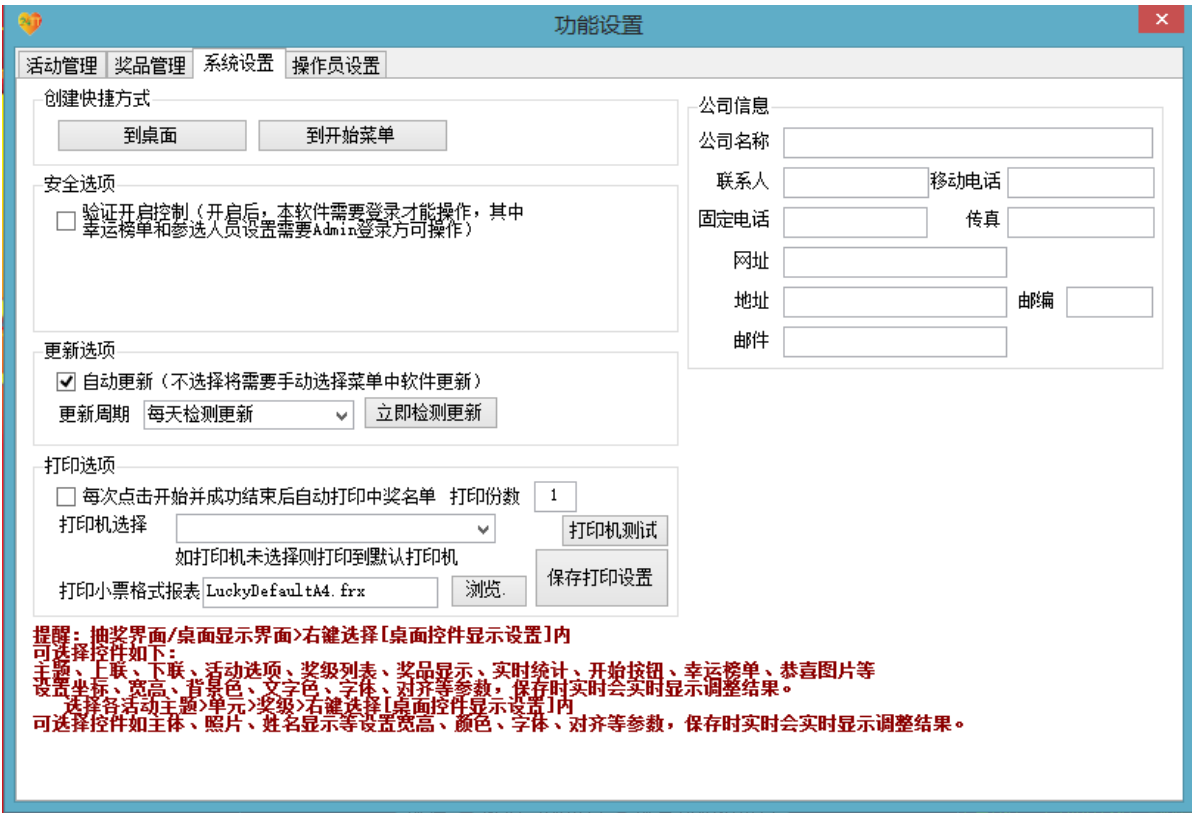 功能设置
活动管理 奖品管理 系统设置 操作员设置
创建快捷方式
到桌面 到开始菜单
安全选项
验证开启控制（开启后，本软件需要登录才能操作，其中
幸运榜单和参选人员设置需要Admin登录方可操作）
更新选项
自动更新（不选择将需要手动选择菜单中软件更新）
更新周期 每天检测更新 立即检测更新
打印选项
每次点击开始并成功结束后自动打印中奖名单 打印份数 1
打印机选择 打印机测试
如打印机未选择则打印到默认打印机
打印小票格式报表 LuckyDefaultA4.frx 浏览. 保存打印设置
公司信息
公司名称
联系人 移动电话
固定电话 传真
网址
地址 邮编
邮件
提醒：抽奖界面/桌面显示界面>右键选择[桌面控件显示设置]内
可选择控件如下：
主题、上联、下联、活动选项、奖级列表、奖品显示、实时统计、开始按钮、幸运榜单、恭喜图片等
设置坐标、宽高、背景色、文字色、字体、对齐等参数，保存时实时会实时显示调整结果。
选择各活动主题>单元>奖级>右键选择[桌面控件显示设置]内
可选择控件如主体、照片、姓名显示等设置宽高、颜色、字体、对齐等参数，保存时实时会实时显示调整结果。